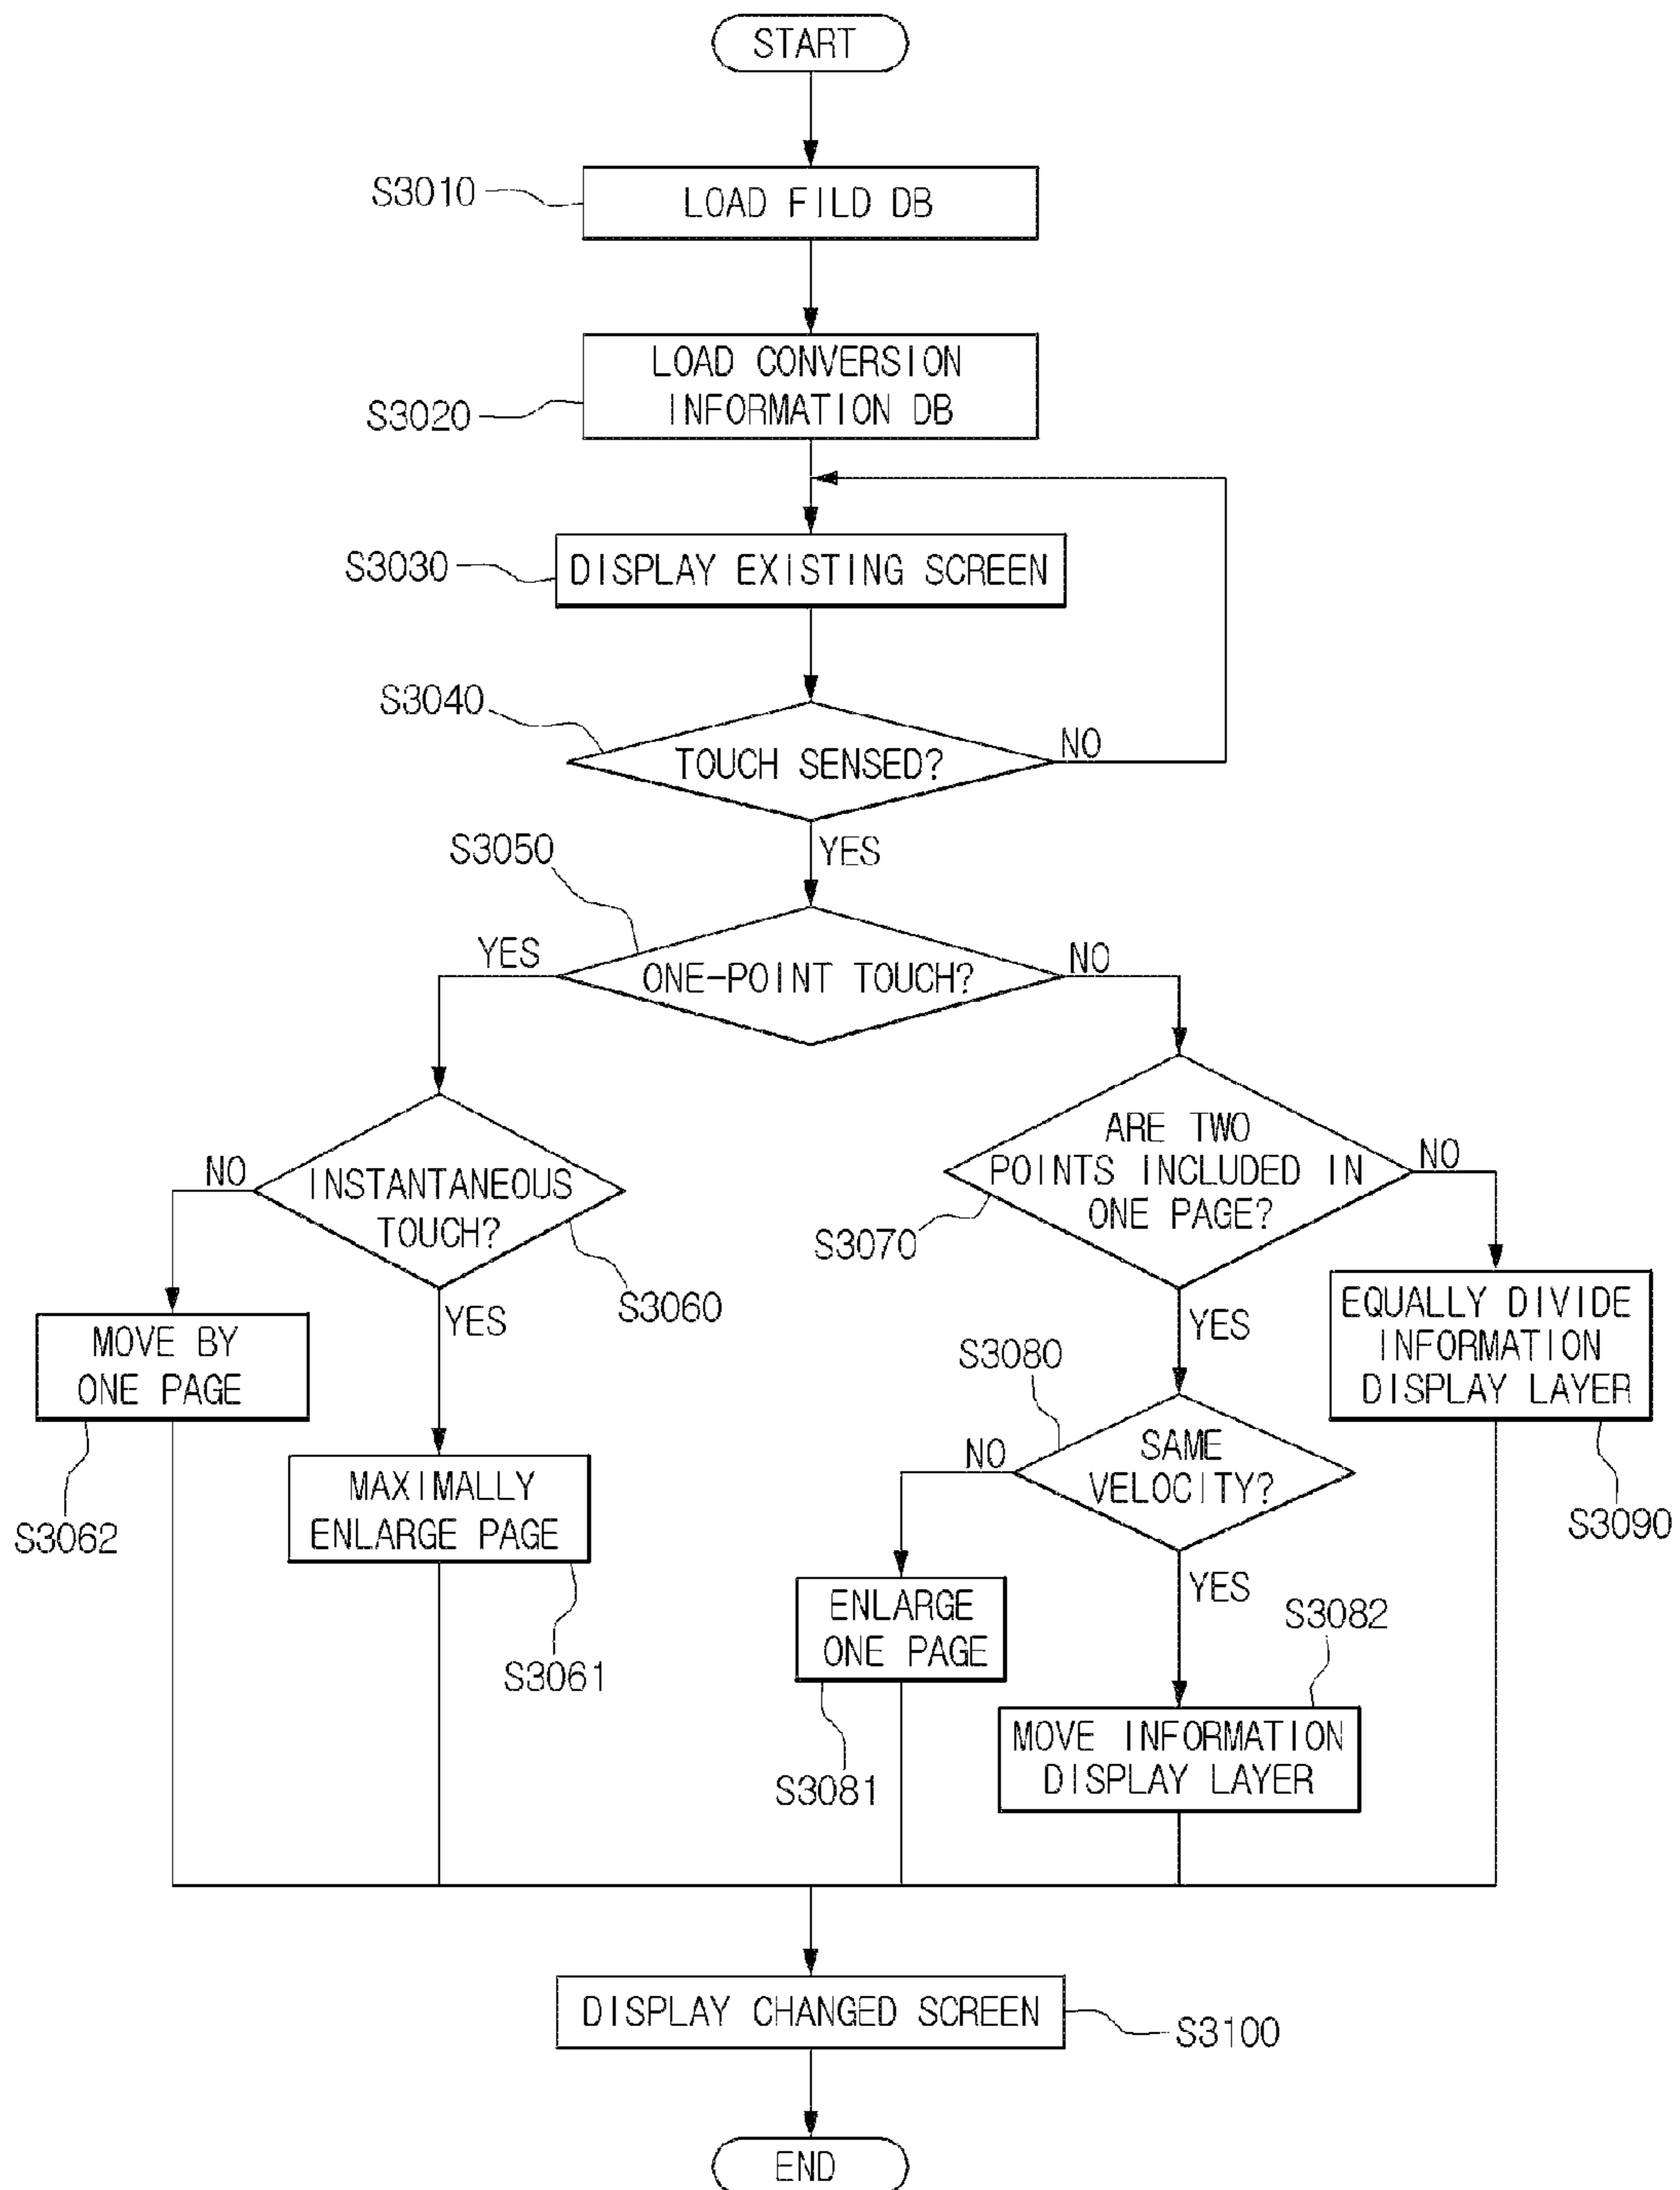 START
S3010
LOAD FILD DB
LOAD CONVERSION
INFORMATION DB
S3020
S3030
DISPLAY EXISTING SCREEN
S3040
TOUCH SENSED?
NO
YES
S3050
YES
ONE-POINT TOUCH?
NO
NO
INSTANTANEOUS
TOUCH?
S3060
YES
ARE TWO
POINTS INCLUDED IN
ONE PAGE?
NO
S3070
YES
MOVE BY
ONE PAGE
S3062
MAXIMALLY
ENLARGE PAGE
S3061
S3080
NO
SAME
VELOCITY?
YES
EQUALLY DIVIDE
INFORMATION
DISPLAY LAYER
S3090
ENLARGE
ONE PAGE
S3081
S3082
MOVE INFORMATION
DISPLAY LAYER
DISPLAY CHANGED SCREEN
S3100
END